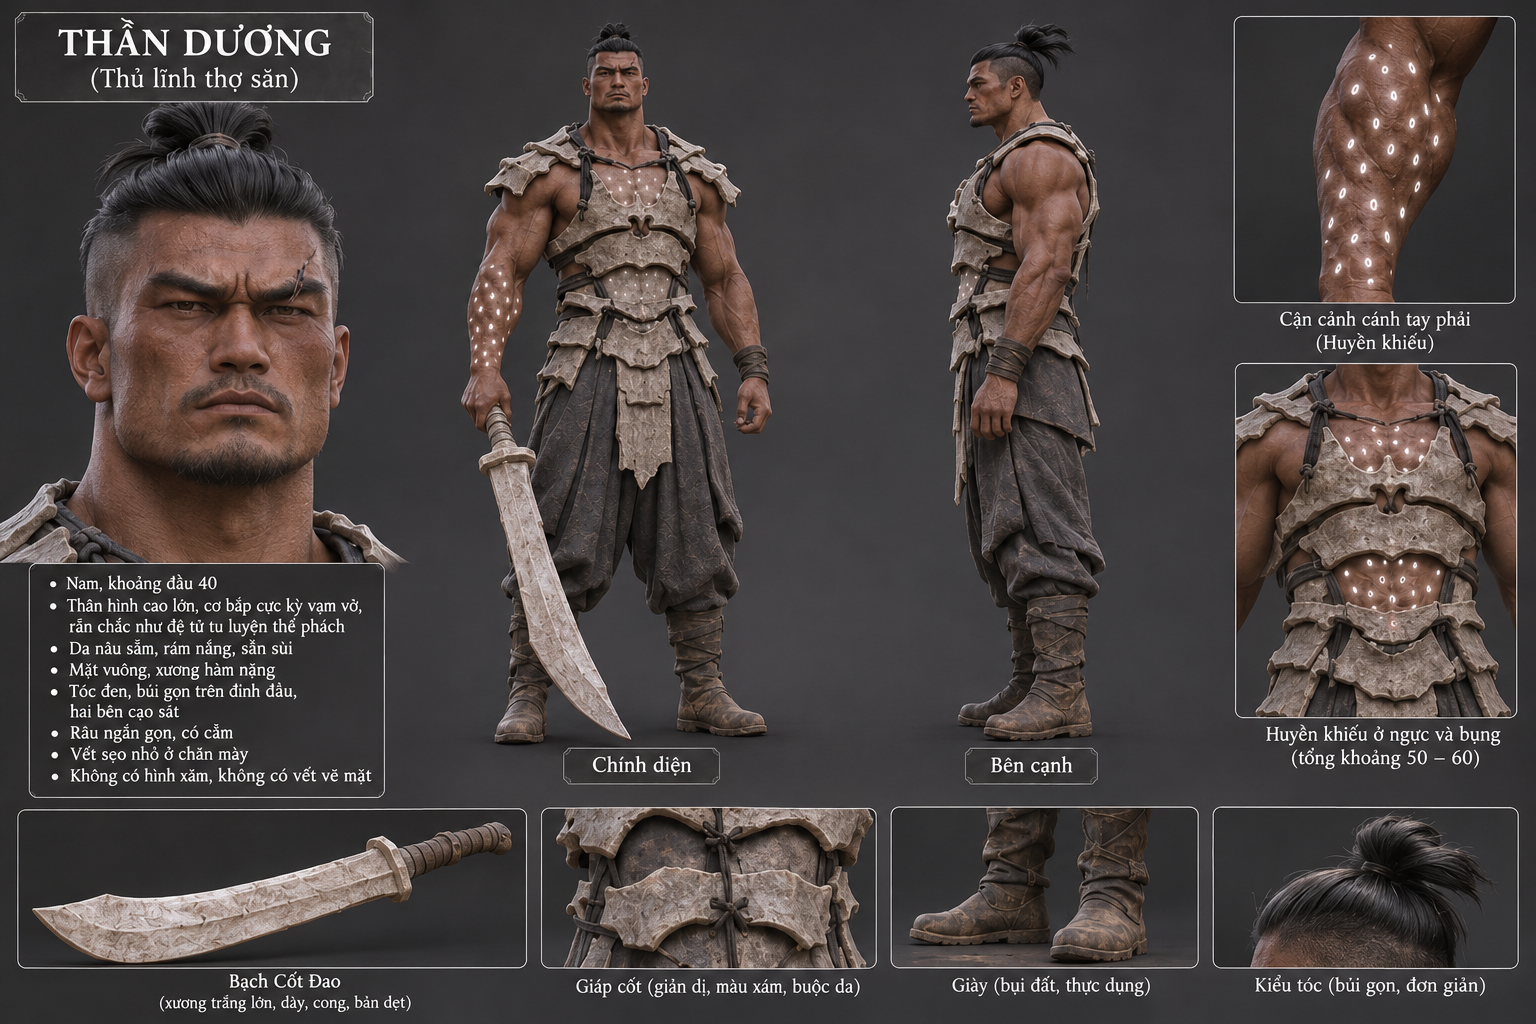 THẦN DƯƠNG
(Thủ lĩnh thợ săn)
• Nam, khoảng đầu 40
• Thân hình cao lớn, cơ bắp cực kỳ vạm vỡ,
rắn chắc như đệ tử tu luyện thể phách
• Da nâu sẫm, rám nắng, sần sùi
• Mặt vuông, xương hàm nặng
• Tóc đen, búi gọn trên đỉnh đầu,
hai bên cạo sát
• Râu ngắn gọn, có cằm
• Vết sẹo nhỏ ở chân mày
• Không có hình xăm, không có vết vẽ mặt
Chính diện
Bên cạnh
Cận cảnh cánh tay phải
(Huyền khiếu)
Huyền khiếu ở ngực và bụng
(tổng khoảng 50 – 60)
Bạch Cốt Đao
(xương trắng lớn, dày, cong, bản dẹt)
Giáp cốt (giản dị, màu xám, buộc da)
Giày (bụi đất, thực dụng)
Kiểu tóc (búi gọn, đơn giản)